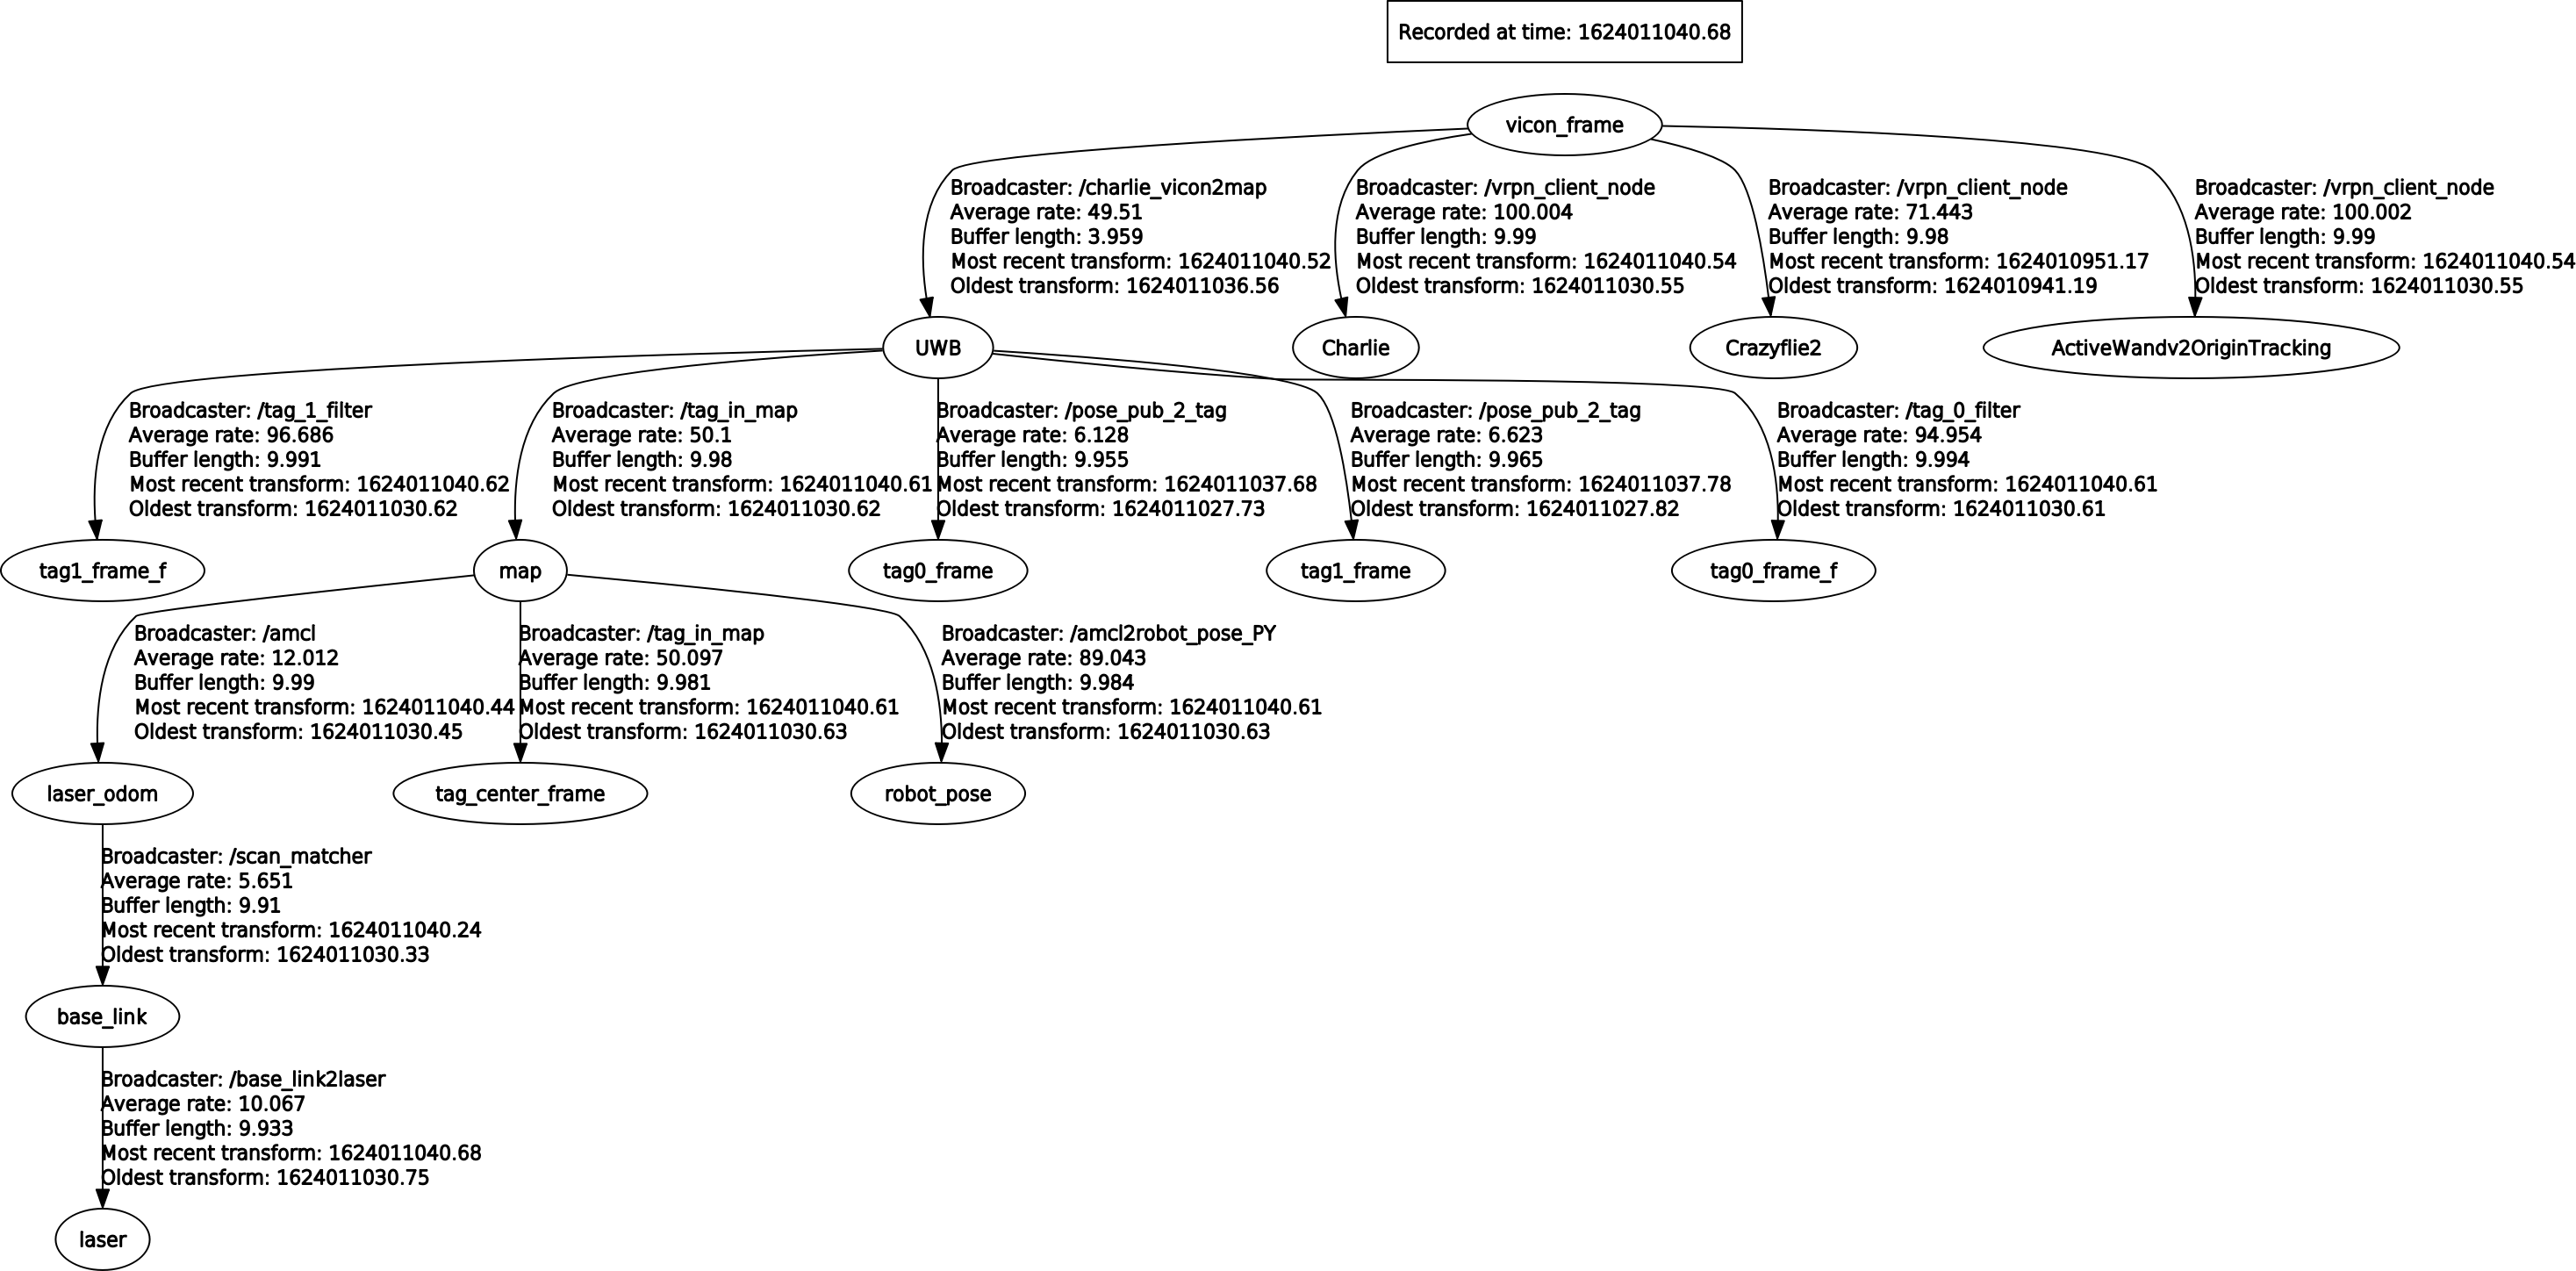 Recorded at time: 1624011040.68
vicon_frame
Broadcaster: /charlie_vicon2map
Average rate: 49.51
Buffer length: 3.959
Most recent transform: 1624011040.52
Oldest transform: 1624011036.56
Broadcaster: /vrpn_client_node
Average rate: 100.004
Buffer length: 9.99
Most recent transform: 1624011040.54
Oldest transform: 1624011030.55
Broadcaster: /vrpn_client_node
Average rate: 71.443
Buffer length: 9.98
Most recent transform: 1624010951.17
Oldest transform: 1624010941.19
Broadcaster: /vrpn_client_node
Average rate: 100.002
Buffer length: 9.99
Most recent transform: 1624011040.54
Oldest transform: 1624011030.55
UWB
Charlie
Crazyflie2
ActiveWandv2OriginTracking
Broadcaster: /tag_1_filter
Average rate: 96.686
Buffer length: 9.991
Most recent transform: 1624011040.62
Oldest transform: 1624011030.62
Broadcaster: /tag_in_map
Average rate: 50.1
Buffer length: 9.98
Most recent transform: 1624011040.61
Oldest transform: 1624011030.62
Broadcaster: /pose_pub_2_tag
Average rate: 6.128
Buffer length: 9.955
Most recent transform: 1624011037.68
Oldest transform: 1624011027.73
Broadcaster: /pose_pub_2_tag
Average rate: 6.623
Buffer length: 9.965
Most recent transform: 1624011037.78
Oldest transform: 1624011027.82
Broadcaster: /tag_0_filter
Average rate: 94.954
Buffer length: 9.994
Most recent transform: 1624011040.61
Oldest transform: 1624011030.61
tag1_frame_f
map
tag0_frame
tag1_frame
tag0_frame_f
Broadcaster: /amcl
Average rate: 12.012
Buffer length: 9.99
Most recent transform: 1624011040.44
Oldest transform: 1624011030.45
Broadcaster: /tag_in_map
Average rate: 50.097
Buffer length: 9.981
Most recent transform: 1624011040.61
Oldest transform: 1624011030.63
Broadcaster: /amcl2robot_pose_PY
Average rate: 89.043
Buffer length: 9.984
Most recent transform: 1624011040.61
Oldest transform: 1624011030.63
laser_odom
tag_center_frame
robot_pose
Broadcaster: /scan_matcher
Average rate: 5.651
Buffer length: 9.91
Most recent transform: 1624011040.24
Oldest transform: 1624011030.33
base_link
Broadcaster: /base_link2laser
Average rate: 10.067
Buffer length: 9.933
Most recent transform: 1624011040.68
Oldest transform: 1624011030.75
laser